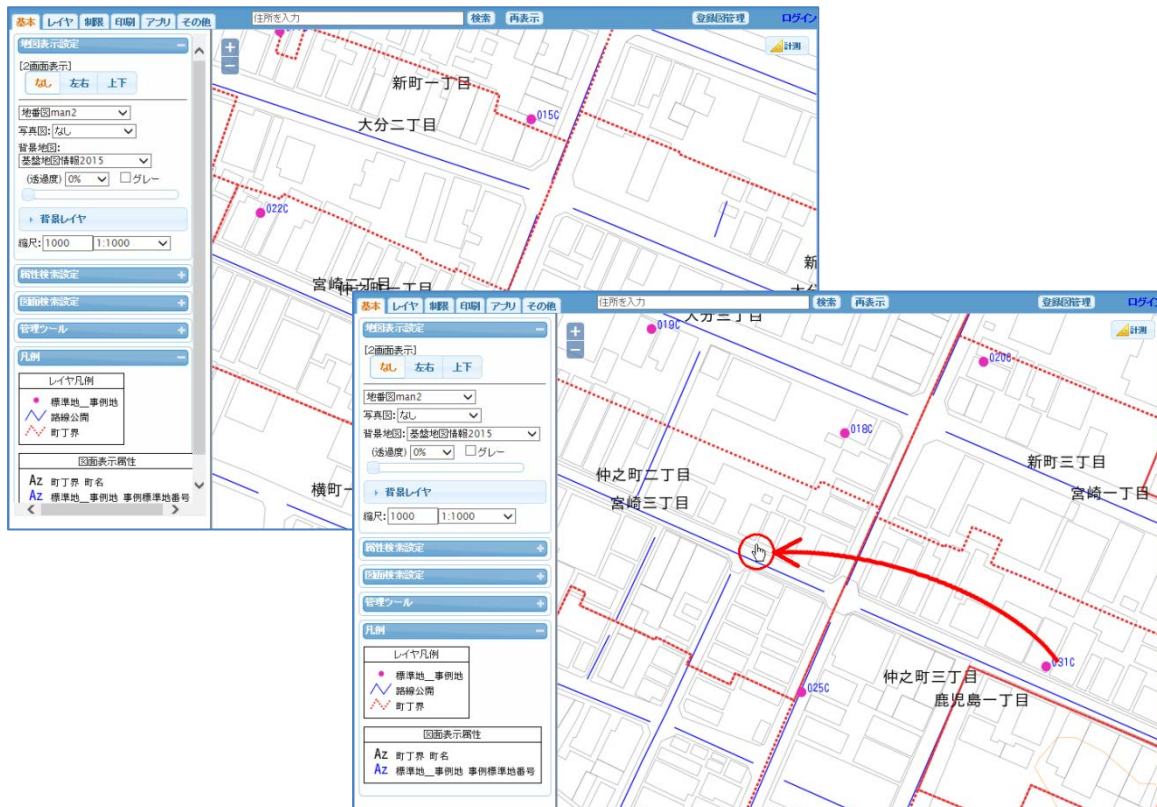 基本 レイヤ 制限 印刷 アプリ その他
住所を入力 検索 再表示 登録図管理 ログイン
地図表示設定 －
[2画面表示]
なし 左右 上下
地番図man2
写真図: なし
背景地図:
基盤地図情報2015
(透過度) 0% グレー
背景レイヤ
縮尺: 1000 1:1000
属性検索設定 +
図面検索設定 +
管理ツール +
凡例 －
レイヤ凡例
標準地__事例地
路線公開
町丁界
図面表示属性
Az 町丁界 町名
Az 標準地__事例地 事例標準地番号
+
－
計測
新町一丁目
015C
大分二丁目
022C
宮崎二丁目
仲之町一丁目
横町一
新
大分
基本 レイヤ 制限 印刷 アプリ その他
住所を入力 検索 再表示 登録図管理 ログイン
地図表示設定 －
[2画面表示]
なし 左右 上下
地番図man2
写真図: なし
背景地図: 基盤地図情報2015
(透過度) 0% グレー
背景レイヤ
縮尺: 1000 1:1000
属性検索設定 +
図面検索設定 +
管理ツール +
凡例 －
レイヤ凡例
標準地__事例地
路線公開
町丁界
図面表示属性
Az 町丁界 町名
Az 標準地__事例地 事例標準地番号
+
－
計測
大分三丁目
019C
020C
018C
新町三丁目
仲之町二丁目
宮崎一丁目
宮崎三丁目
031C
仲之町三丁目
025C
鹿児島一丁目